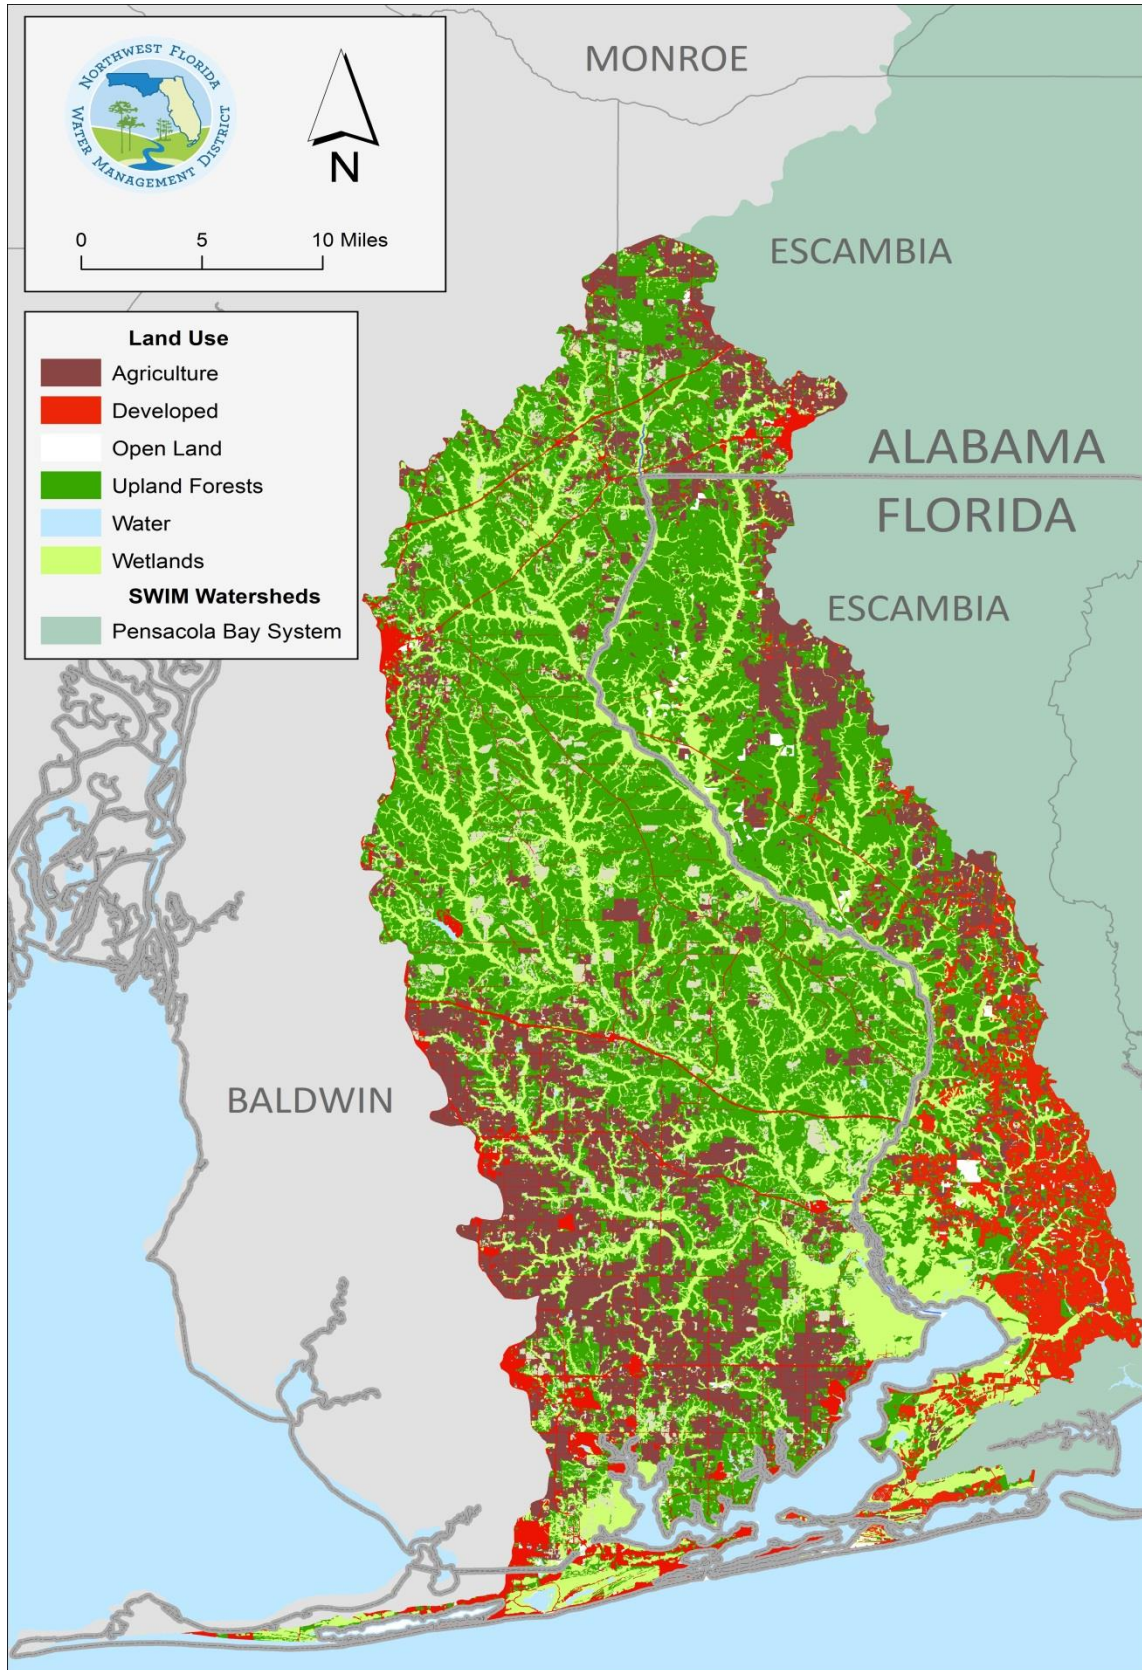 NORTHWEST FLORIDA
WATER MANAGEMENT DISTRICT
N
0 5 10 Miles
Land Use
Agriculture
Developed
Open Land
Upland Forests
Water
Wetlands
SWIM Watersheds
Pensacola Bay System
MONROE
ESCAMBIA
ALABAMA
FLORIDA
ESCAMBIA
BALDWIN